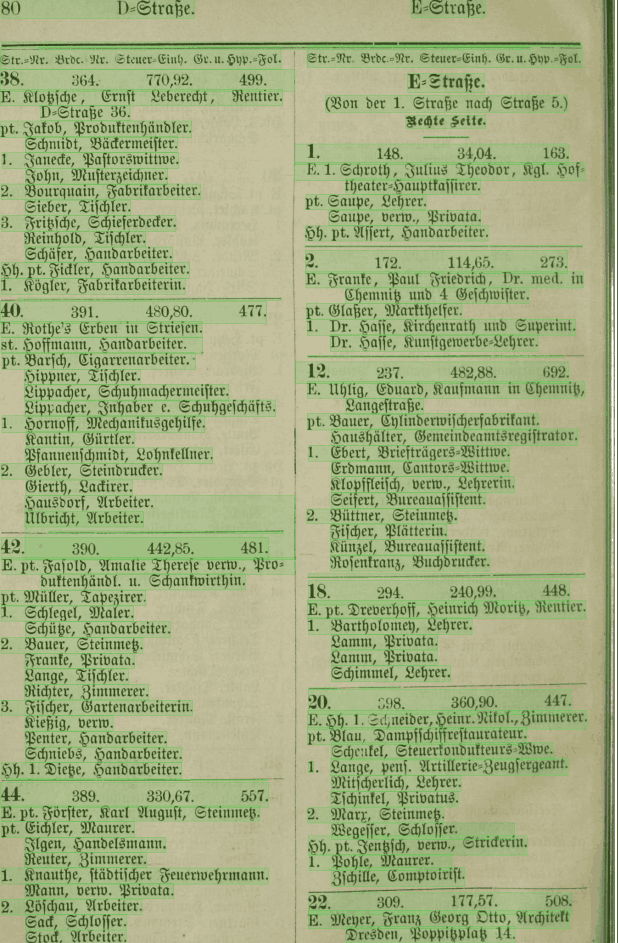 80 D=Straße. E=Straße.
Str.=Nr. Brdc. Nr. Steuer=Einh. Gr. u. Hyp.=Fol.
38. 364. 770,92. 499.
E. Klotzsche, Ernst Leberecht, Rentier.
D=Straße 36.
pt. Jakob, Produktenhändler.
Schmidt, Bäckermeister.
1. Janecke, Pastorswittwe.
John, Musterzeichner.
2. Bourquain, Fabrikarbeiter.
Sieber, Tischler.
3. Fritzsche, Schieferdecker.
Reinhold, Tischler.
Schäfer, Handarbeiter.
Hh. pt. Fickler, Handarbeiter.
1. Kögler, Fabrikarbeiterin.
40. 391. 480,80. 477.
E. Rothe's Erben in Striesen.
st. Hoffmann, Handarbeiter.
pt. Barsch, Cigarrenarbeiter.
Hippner, Tischler.
Lippacher, Schuhmachermeister.
Lippacher, Inhaber e. Schuhgeschäfts.
1. Hornoff, Mechanikusgehilfe.
Kantin, Gürtler.
Pfannenschmidt, Lohnkellner.
2. Gebler, Steindrucker.
Gierth, Lackirer.
Hausdorf, Arbeiter.
Ulbricht, Arbeiter.
42. 390. 442,85. 481.
E. pt. Fasold, Amalie Therese verw., Pro=
duktenhändl. u. Schankwirthin.
pt. Müller, Tapezirer.
1. Schlegel, Maler.
Schütze, Handarbeiter.
2. Bauer, Steinmetz.
Franke, Privata.
Lange, Tischler.
Richter, Zimmerer.
3. Fischer, Gartenarbeiterin.
Kießig, verw.
Penter, Handarbeiter.
Schniebs, Handarbeiter.
Hh. 1. Dietze, Handarbeiter.
44. 389. 330,67. 557.
E. pt. Förster, Karl August, Steinmetz.
pt. Eichler, Maurer.
Ilgen, Handelsmann.
Reuter, Zimmerer.
1. Knauthe, städtischer Feuerwehrmann.
Mann, verw. Privata.
2. Löschau, Arbeiter.
Sack, Schlosser.
Stock, Arbeiter.
Str.=Nr. Brdc.=Nr. Steuer=Einh. Gr. u. Hyp.=Fol.
E=Straße.
(Von der 1. Straße nach Straße 5.)
Rechte Seite.
1. 148. 34,04. 163.
E. 1. Schroth, Julius Theodor, Kgl. Hof=
theater=Hauptkassirer.
pt. Saupe, Lehrer.
Saupe, verw., Privata.
Hh. pt. Assert, Handarbeiter.
2. 172. 114,65. 273.
E. Franke, Paul Friedrich, Dr. med. in
Chemnitz und 4 Geschwister.
pt. Glaßer, Markthelfer.
1. Dr. Hasse, Kirchenrath und Superint.
Dr. Hasse, Kunstgewerbe=Lehrer.
12. 237. 482,88. 692.
E. Uhlig, Eduard, Kaufmann in Chemnitz,
Langestraße.
pt. Bauer, Cylinderwischerfabrikant.
Haushälter, Gemeindeamtsregistrator.
1. Ebert, Briefträgers=Wittwe.
Erdmann, Cantors=Wittwe.
Klopffleisch, verw., Lehrerin.
Seifert, Bureauassistent.
2. Büttner, Steinmetz.
Fischer, Plätterin.
Künzel, Bureauassistent.
Rosenkranz, Buchdrucker.
18. 294. 240,99. 448.
E. pt. Dreverhoff, Heinrich Moritz, Rentier.
1. Bartholomey, Lehrer.
Lamm, Privata.
Lamm, Privata.
Schimmel, Lehrer.
20. 398. 360,90. 447.
E. Hh. 1. Schneider, Heinr. Nikol., Zimmerer.
pt. Blau, Dampfschiffrestaurateur.
Schenkel, Steuerkondukteurs=Wwe.
1. Lange, pens. Artillerie=Zeugsergeant.
Mitscherlich, Lehrer.
Tschinkel, Privatus.
2. Marx, Steinmetz.
Wegesser, Schlosser.
Hh. pt. Jentzsch, verw., Strickerin.
1. Pohle, Maurer.
Zschille, Comptoirist.
22. 309. 177,57. 508.
E. Meyer, Franz Georg Otto, Architekt
Dresden, Poppitzplatz 14.